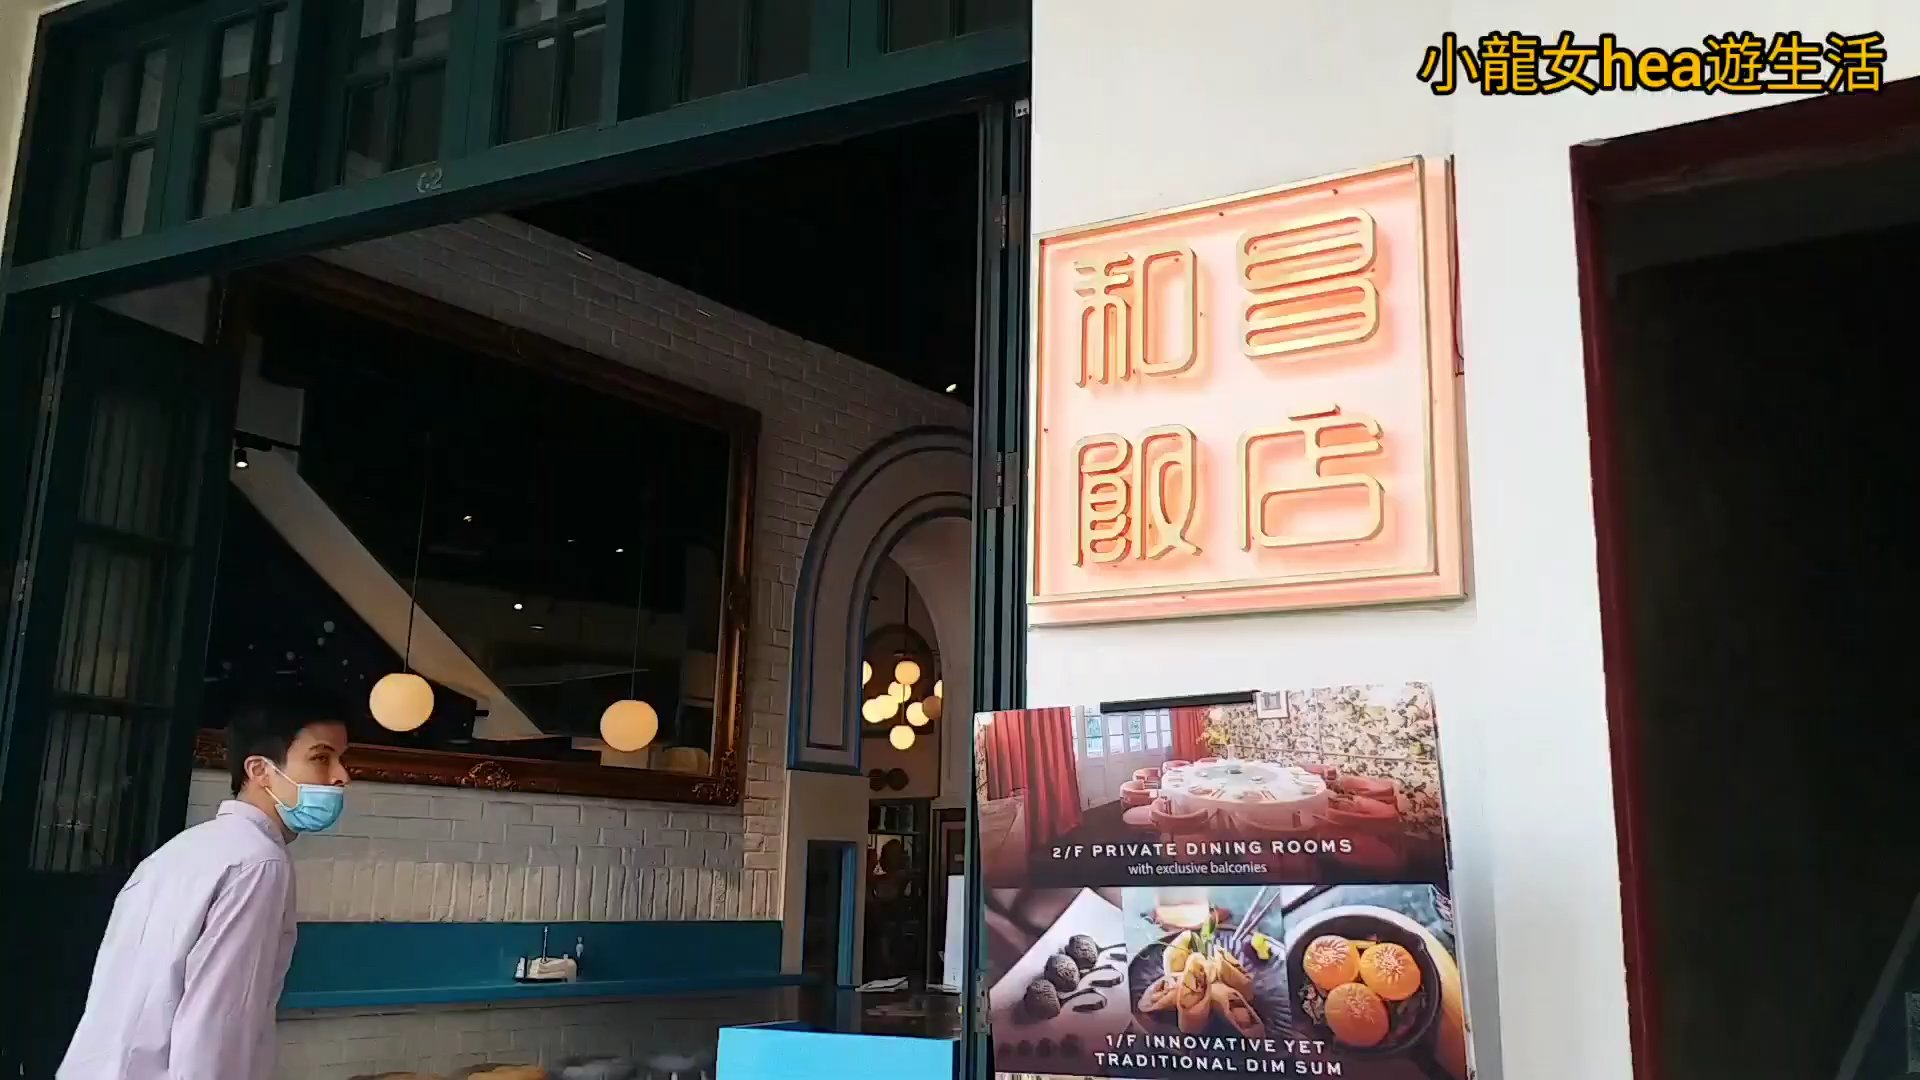 小龍女hea遊生活
62
和昌
飯店
2/F PRIVATE DINING ROOMS
with exclusive balconies
1/F INNOVATIVE YET
TRADITIONAL DIM SUM